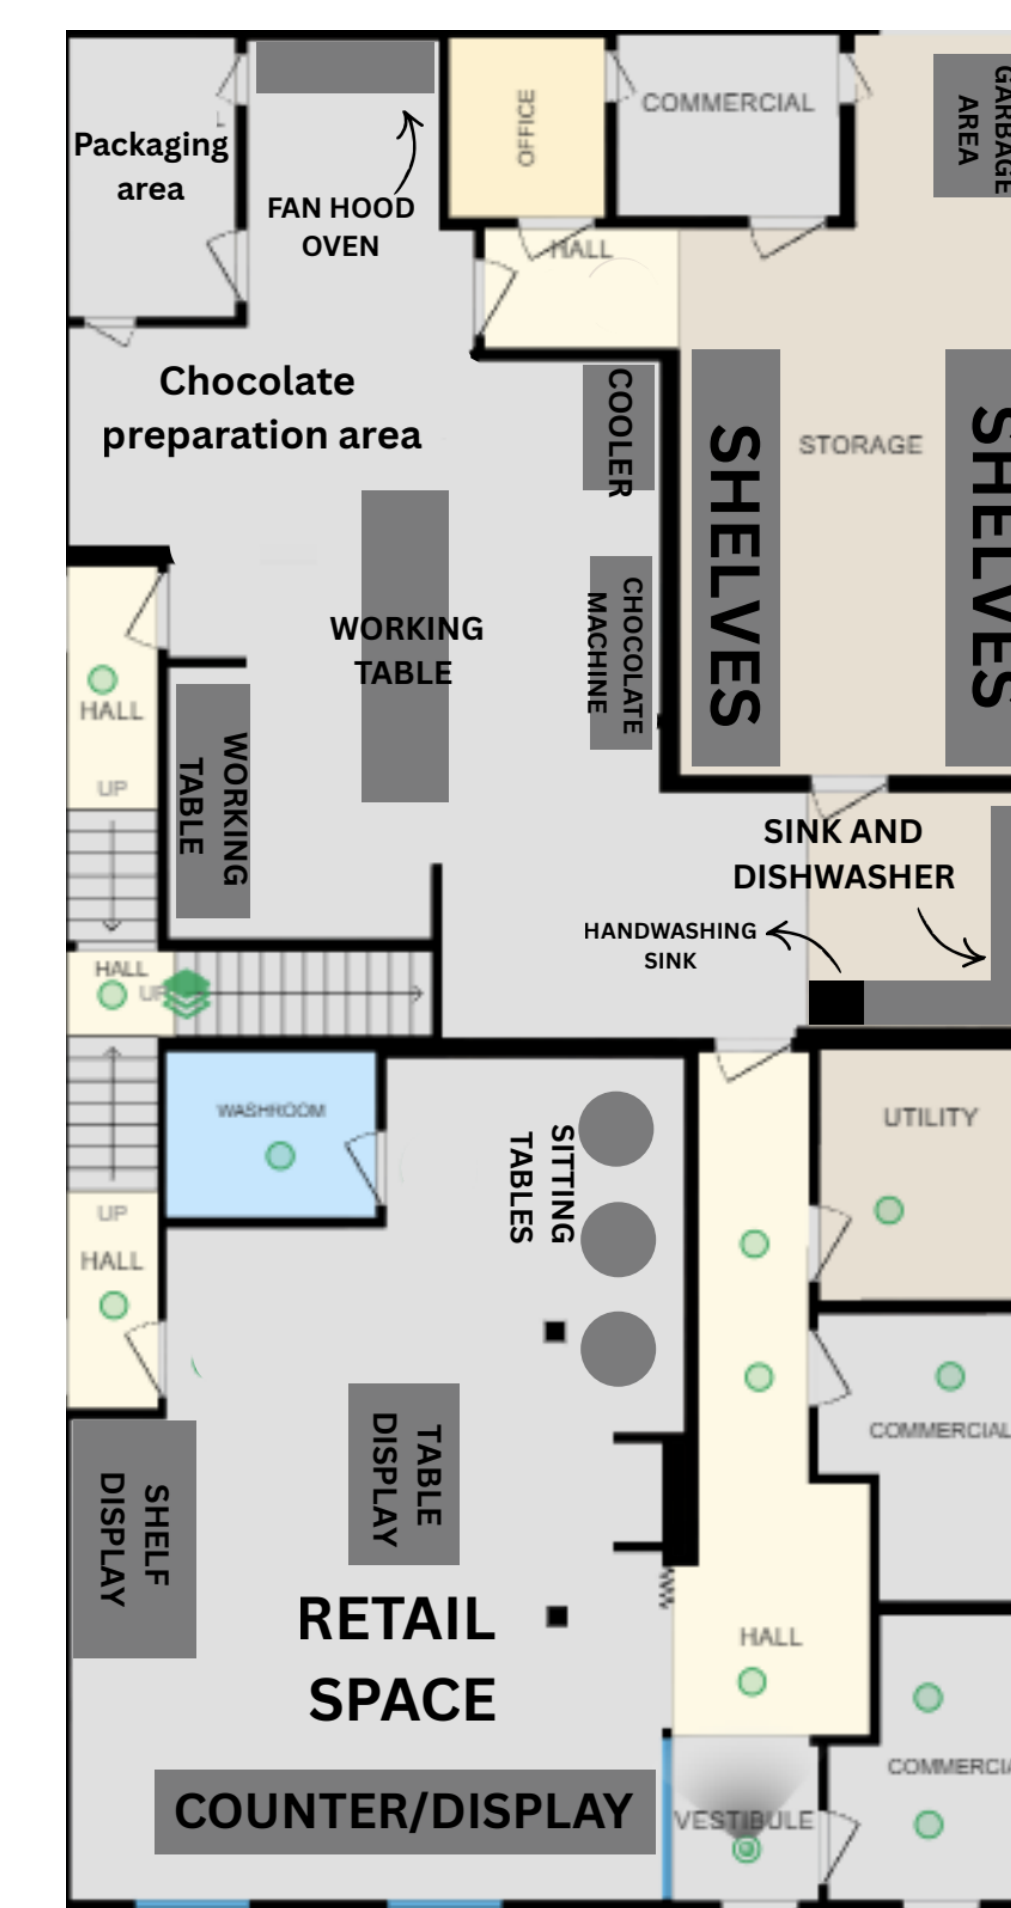 Packaging
area
FAN HOOD
OVEN
OFFICE
COMMERCIAL
GARBAGE
AREA
HALL
Chocolate
preparation area
COOLER
SHELVES
STORAGE
SHELVES
WORKING
TABLE
CHOCOLATE
MACHINE
HALL
UP
WORKING
TABLE
SINK AND
DISHWASHER
HANDWASHING
SINK
HALL
UP
WASHROOM
SITTING
TABLES
UTILITY
UP
HALL
COMMERCIAL
TABLE
DISPLAY
SHELF
DISPLAY
RETAIL
SPACE
HALL
COMMERCIA
COUNTER/DISPLAY
VESTIBULE